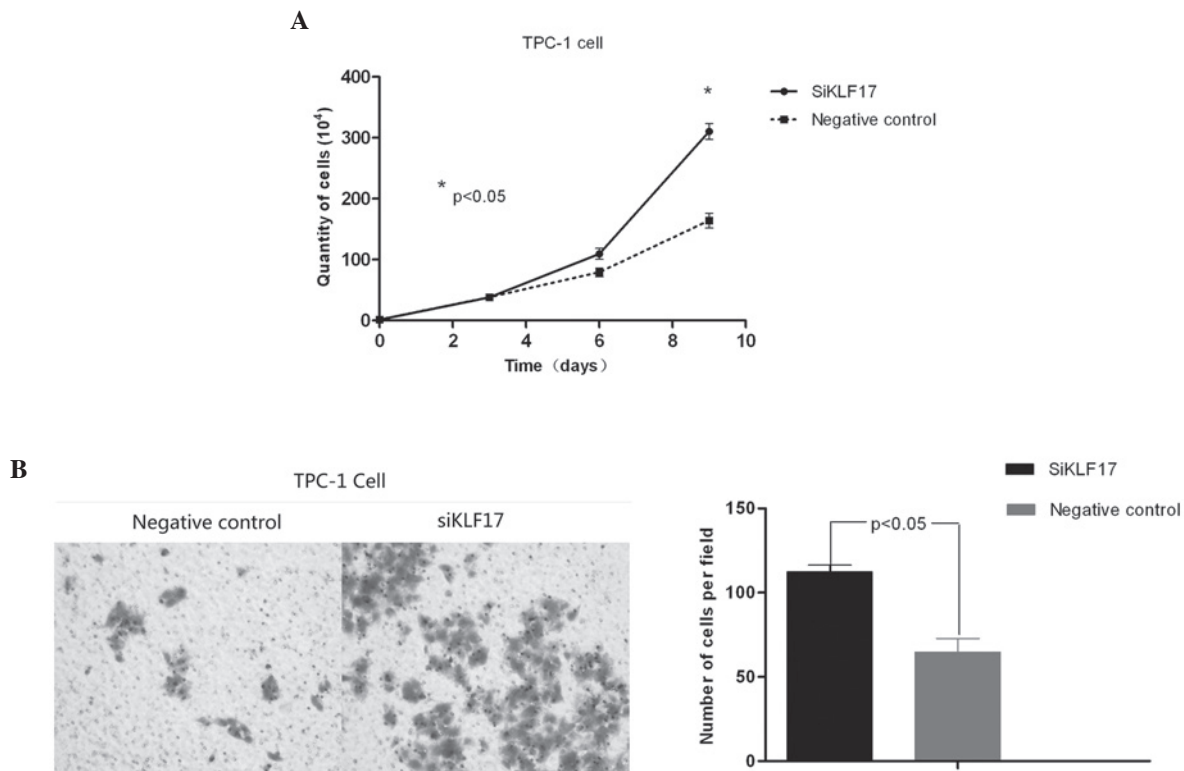 A
TPC-1 cell
400
300
200
100
0
Quantity of cells (10⁴)
*
* p<0.05
SiKLF17
Negative control
0 2 4 6 8 10
Time（days）
B
TPC-1 Cell
Negative control siKLF17
SiKLF17
Negative control
150
100
50
0
Number of cells per field
p<0.05